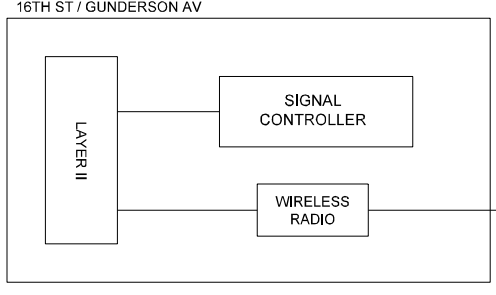 16TH ST / GUNDERSON AV
LAYER II
SIGNAL
CONTROLLER
WIRELESS
RADIO